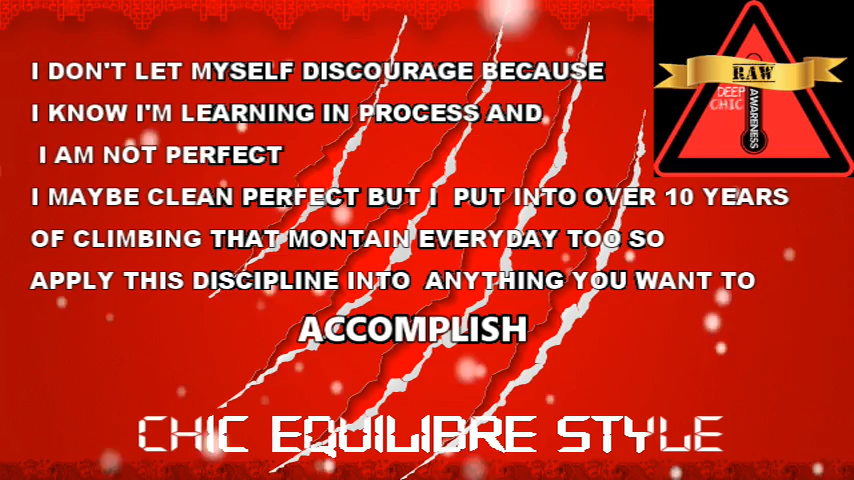 I DON'T LET MYSELF DISCOURAGE BECAUSE
I KNOW I'M LEARNING IN PROCESS AND
I AM NOT PERFECT
I MAYBE CLEAN PERFECT BUT I PUT INTO OVER 10 YEARS
OF CLIMBING THAT MONTAIN EVERYDAY TOO SO
APPLY THIS DISCIPLINE INTO ANYTHING YOU WANT TO
ACCOMPLISH
CHIC EQUILIBRE STYLE
RAW
DEEP
CHIC
AWARENESS